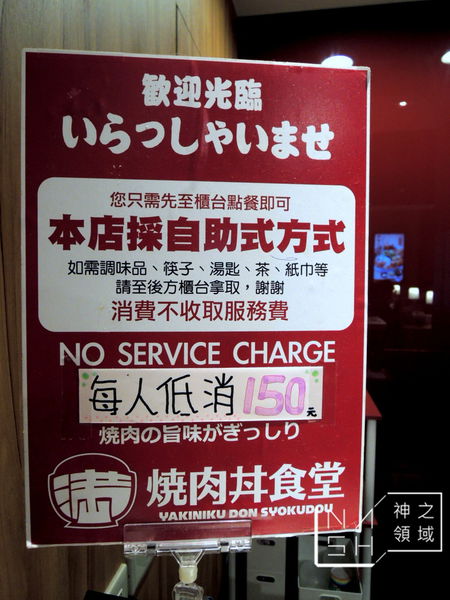 歡迎光臨
いらっしゃいませ
您只需先至櫃台點餐即可
本店採自助式方式
如需調味品、筷子、湯匙、茶、紙巾等
請至後方櫃台拿取，謝謝
消費不收取服務費
NO SERVICE CHARGE
每人低消150元
焼肉の旨味がぎっしり
満
焼肉丼食堂
YAKINIKU DON SYOKUDOU
NSSH
神之
領域